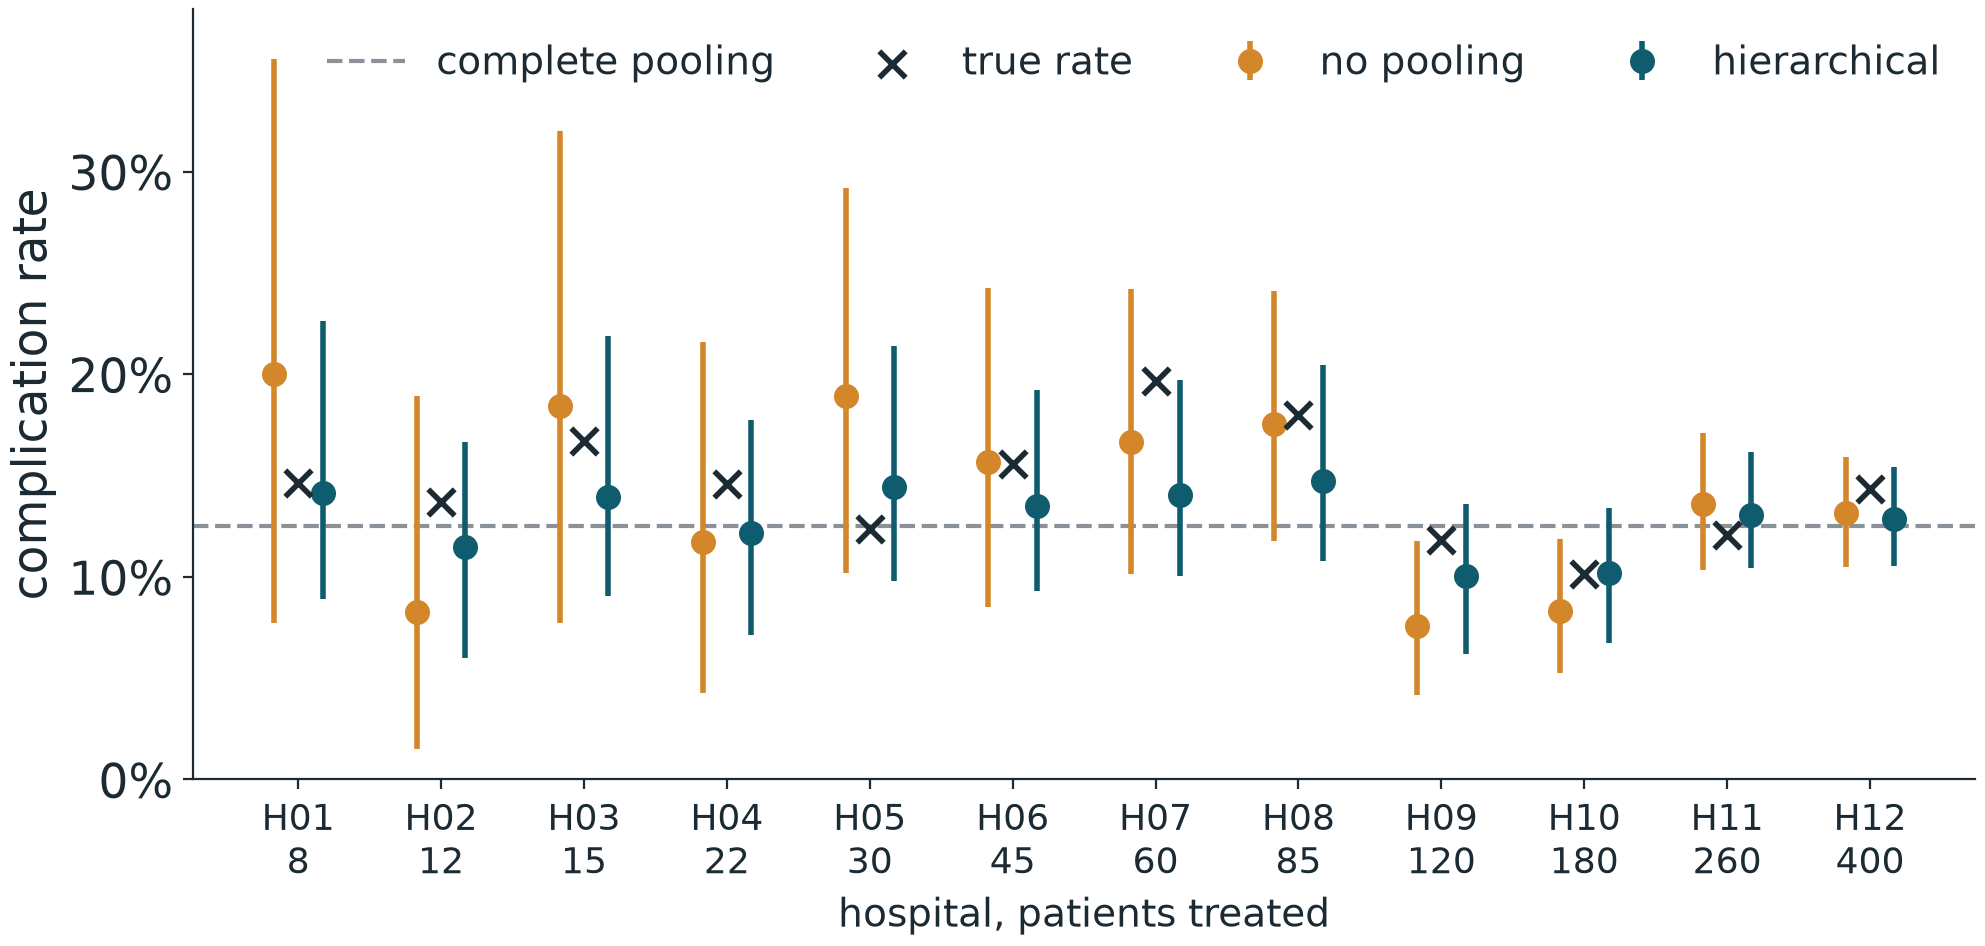 complete pooling
true rate
no pooling
hierarchical
complication rate
30%
20%
10%
0%
H01 H02 H03 H04 H05 H06 H07 H08 H09 H10 H11 H12
8 12 15 22 30 45 60 85 120 180 260 400
hospital, patients treated